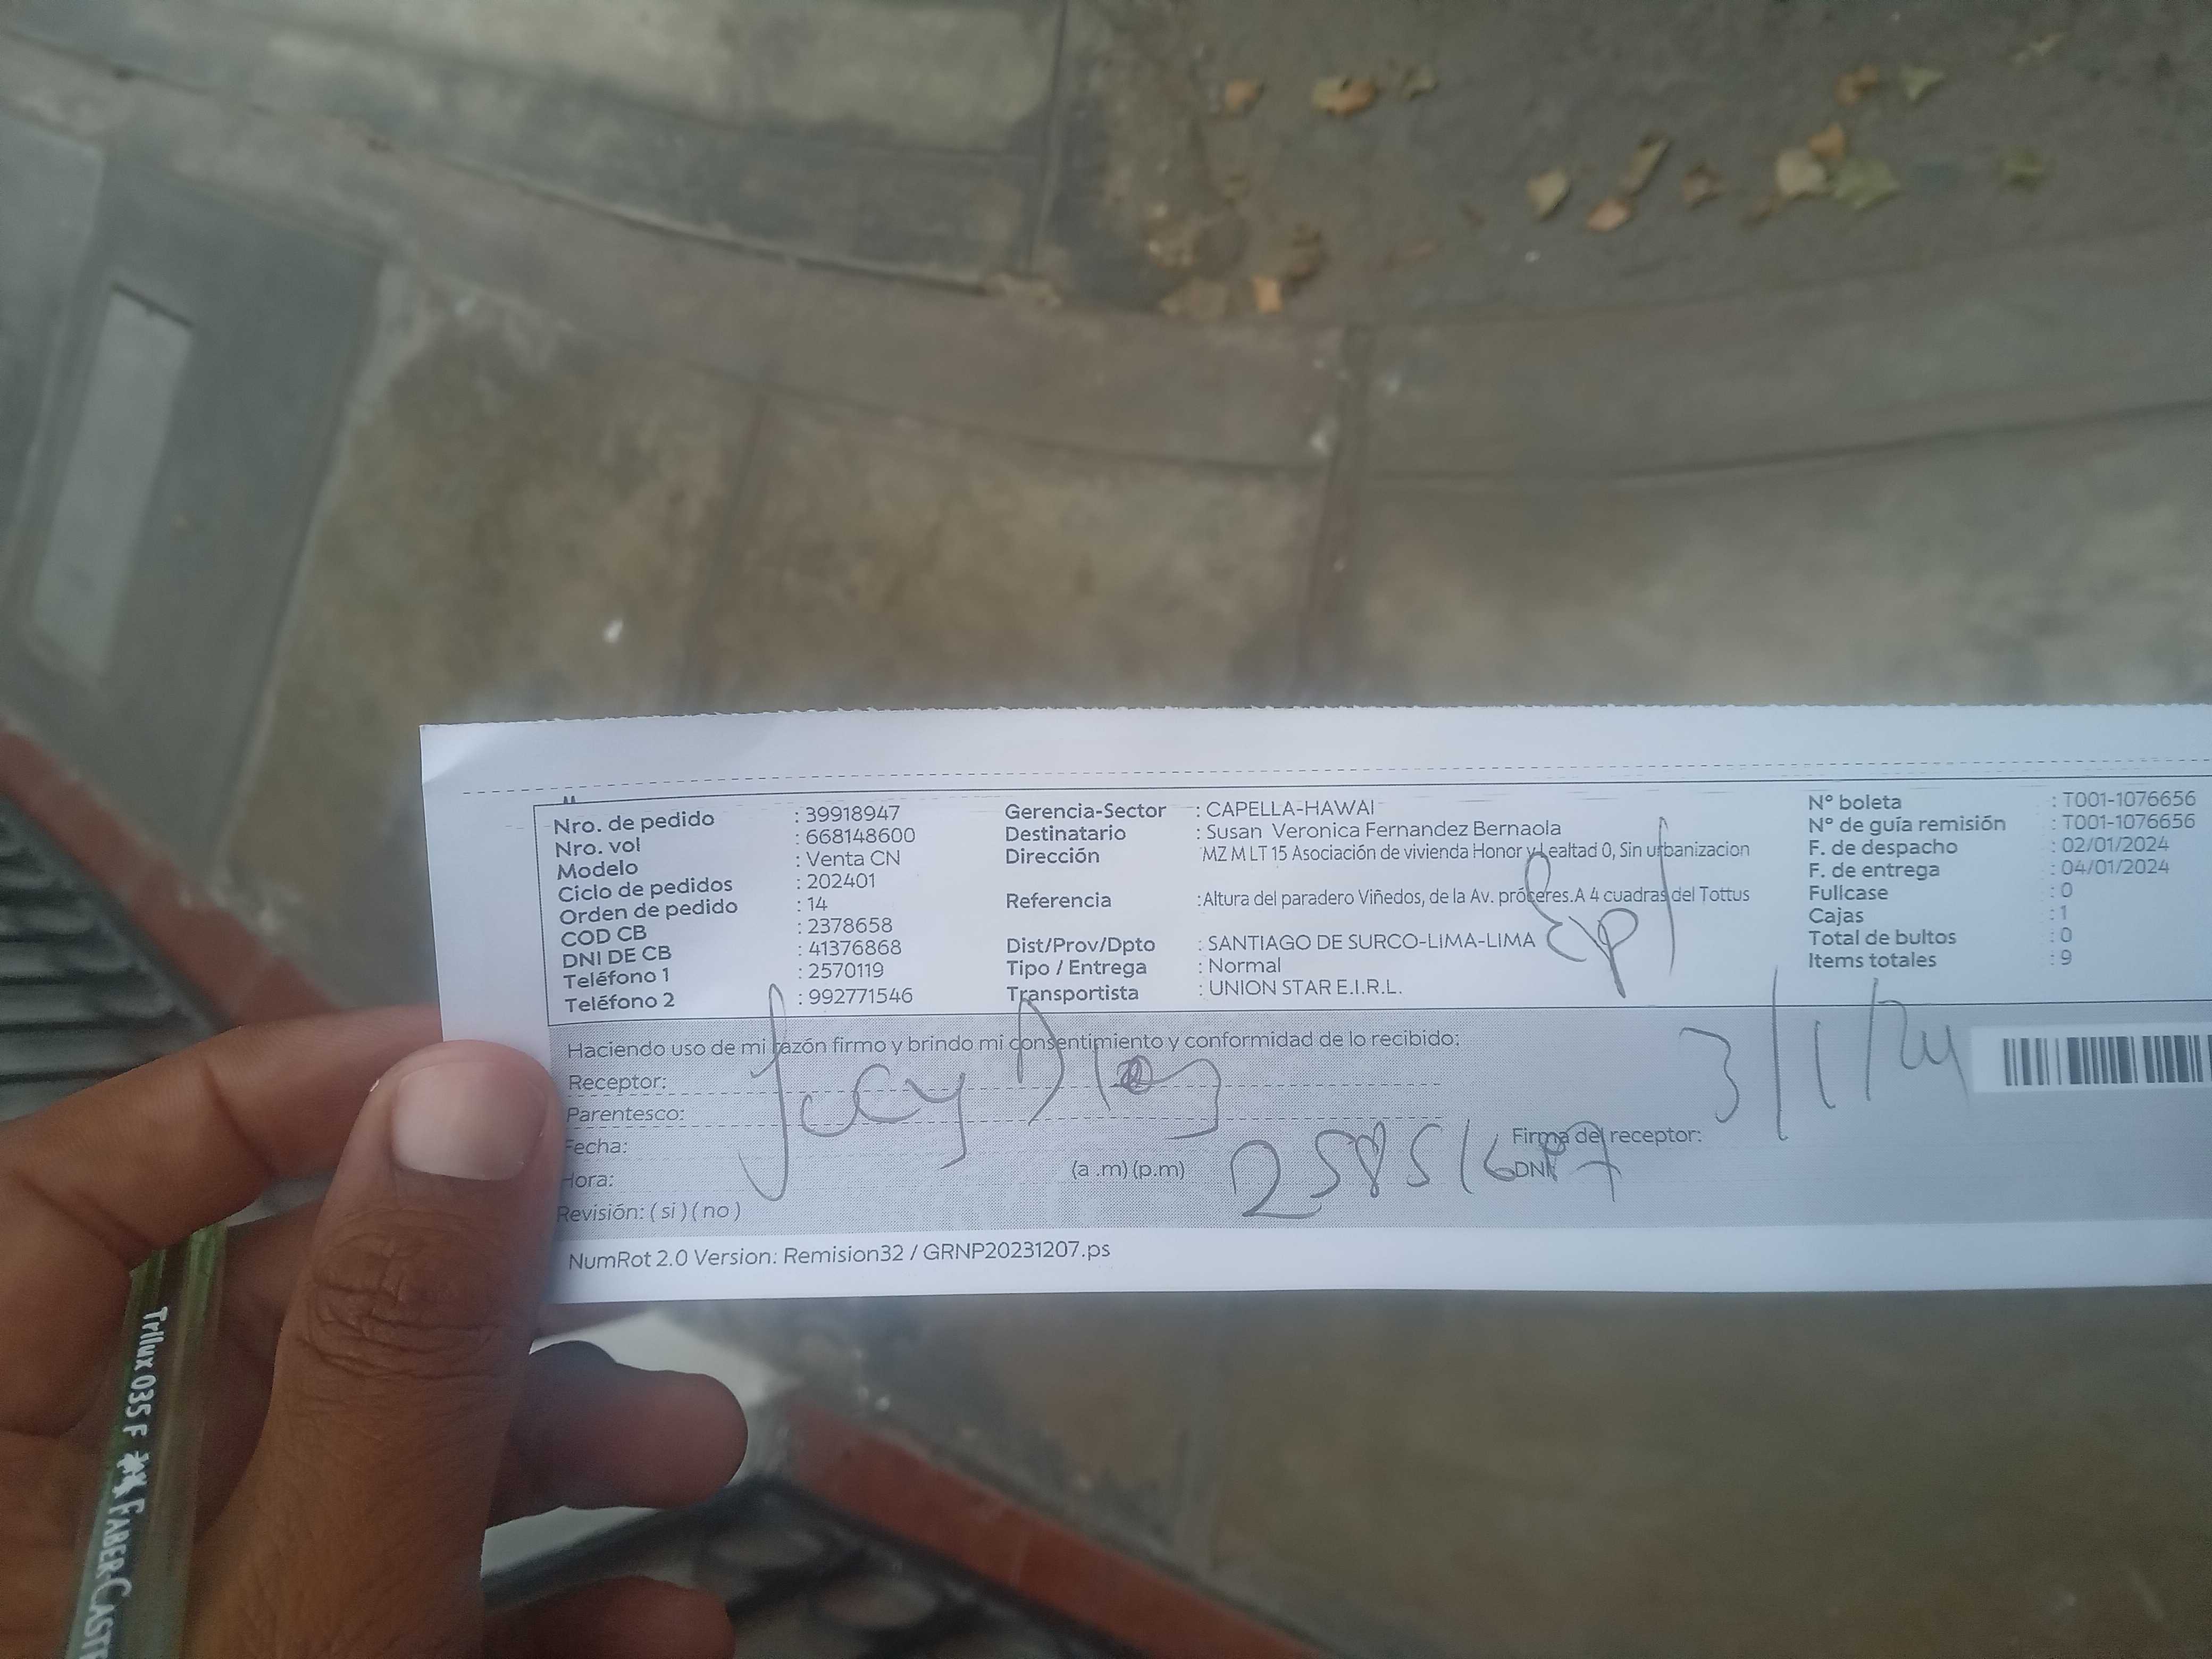 Nro. de pedido : 39918947
Nro. vol : 668148600
Modelo : Venta CN
Ciclo de pedidos : 202401
Orden de pedido : 14
COD CB : 2378658
DNI DE CB : 41376868
Teléfono 1 : 2570119
Teléfono 2 : 992771546
Gerencia-Sector : CAPELLA-HAWAI
Destinatario : Susan Veronica Fernandez Bernaola
Dirección MZ M LT 15 Asociación de vivienda Honor y Lealtad 0, Sin urbanizacion
Referencia :Altura del paradero Viñedos, de la Av. próceres.A 4 cuadras del Tottus
Dist/Prov/Dpto : SANTIAGO DE SURCO-LIMA-LIMA
Tipo / Entrega : Normal
Transportista : UNION STAR E.I.R.L.
N° boleta : T001-1076656
N° de guía remisión : T001-1076656
F. de despacho : 02/01/2024
F. de entrega : 04/01/2024
Fullcase : 0
Cajas : 1
Total de bultos : 0
Items totales : 9
Haciendo uso de mi razón firmo y brindo mi consentimiento y conformidad de lo recibido:
Receptor:
Parentesco:
Fecha:
Hora: (a .m) (p.m)
Revisión: ( si ) ( no )
3/1/24
Firma del receptor:
DNI:
NumRot 2.0 Version: Remision32 / GRNP20231207.ps
Trilux 035 F FABER-CAST